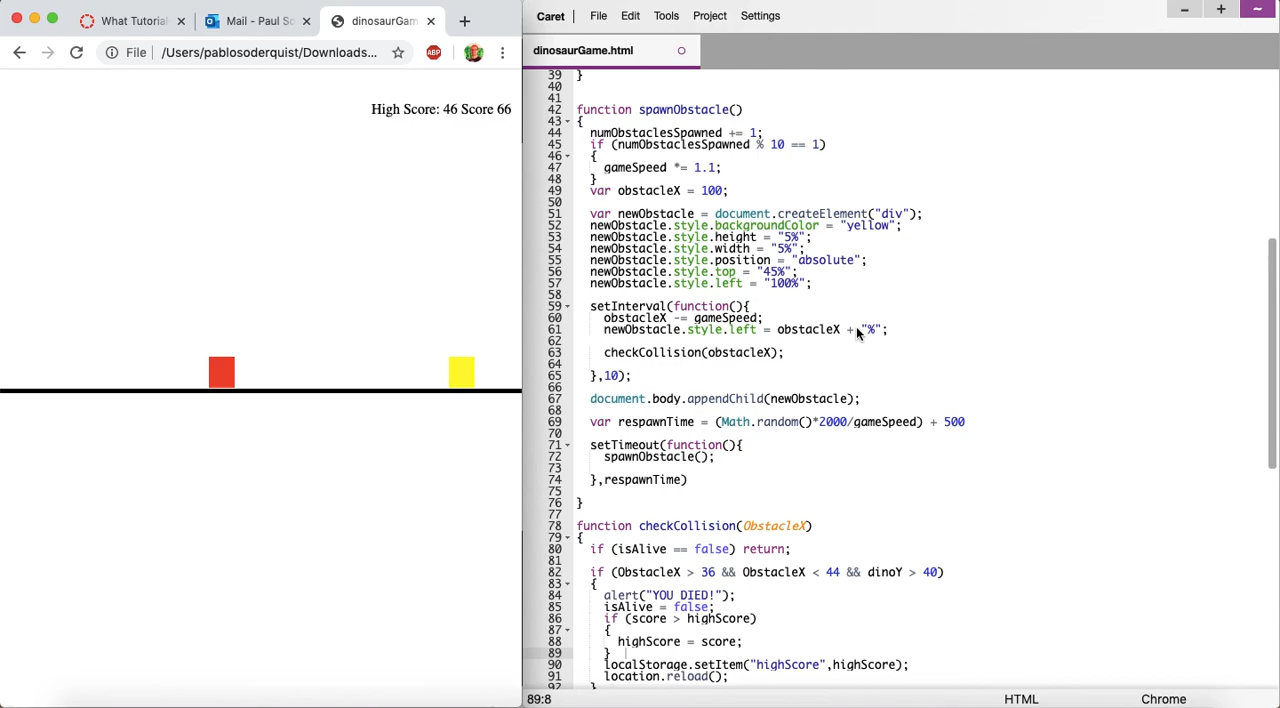 What Tutorial
Mail - Paul So
dinosaurGam
Caret
File Edit Tools Project Settings
File /Users/pablosoderquist/Downloads...
ABP
dinosaurGame.html
High Score: 46 Score 66
39 }
40
41
42 function spawnObstacle()
43 {
44 numObstaclesSpawned += 1;
45 if (numObstaclesSpawned % 10 == 1)
46 {
47 gameSpeed *= 1.1;
48 }
49 var obstacleX = 100;
50
51 var newObstacle = document.createElement("div");
52 newObstacle.style.backgroundColor = "yellow";
53 newObstacle.style.height = "5%";
54 newObstacle.style.width = "5%";
55 newObstacle.style.position = "absolute";
56 newObstacle.style.top = "45%";
57 newObstacle.style.left = "100%";
58
59 setInterval(function(){
60 obstacleX -= gameSpeed;
61 newObstacle.style.left = obstacleX + "%";
62
63 checkCollision(obstacleX);
64
65 },10);
66
67 document.body.appendChild(newObstacle);
68
69 var respawnTime = (Math.random()*2000/gameSpeed) + 500
70
71 setTimeout(function(){
72 spawnObstacle();
73
74 },respawnTime)
75
76 }
77
78 function checkCollision(ObstacleX)
79 {
80 if (isAlive == false) return;
81
82 if (ObstacleX > 36 && ObstacleX < 44 && dinoY > 40)
83 {
84 alert("YOU DIED!");
85 isAlive = false;
86 if (score > highScore)
87 {
88 highScore = score;
89 }
90 localStorage.setItem("highScore",highScore);
91 location.reload();
92 }
89:8
HTML
Chrome